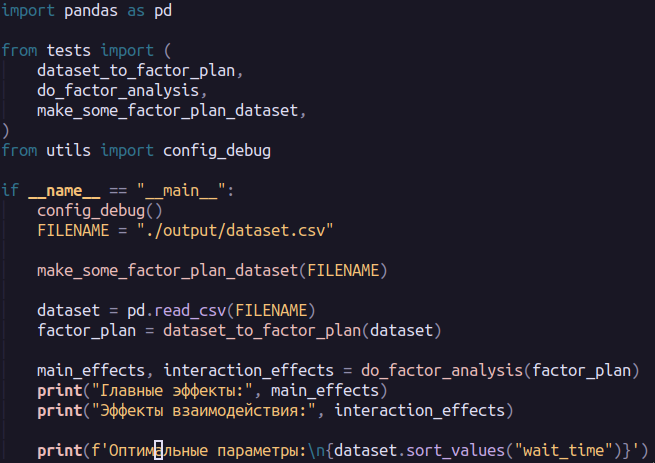 import pandas as pd
from tests import (
    dataset_to_factor_plan,
    do_factor_analysis,
    make_some_factor_plan_dataset,
)
from utils import config_debug
if __name__ == "__main__":
    config_debug()
    FILENAME = "./output/dataset.csv"
    make_some_factor_plan_dataset(FILENAME)
    dataset = pd.read_csv(FILENAME)
    factor_plan = dataset_to_factor_plan(dataset)
    main_effects, interaction_effects = do_factor_analysis(factor_plan)
    print("Главные эффекты:", main_effects)
    print("Эффекты взаимодействия:", interaction_effects)
    print(f'Оптимальные параметры:\n{dataset.sort_values("wait_time")}')